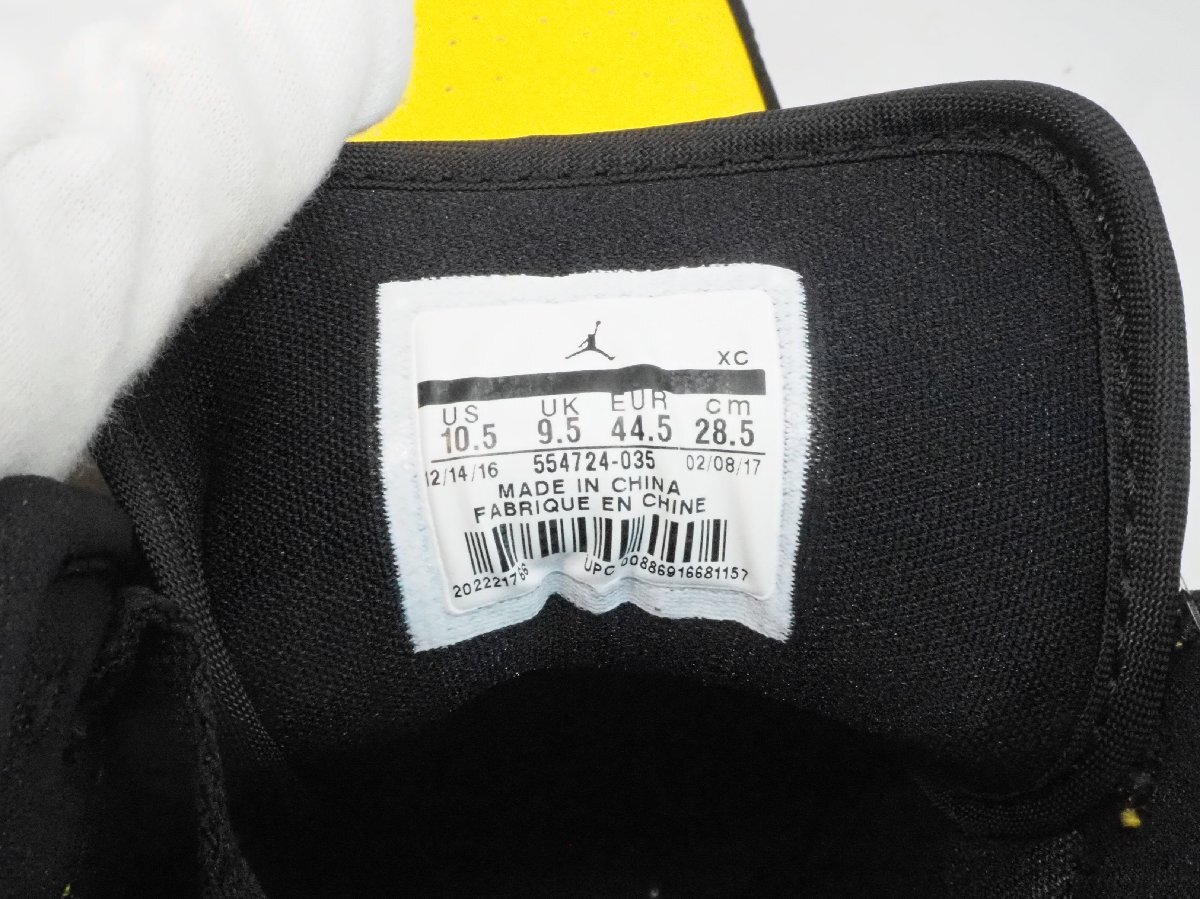 XC
US UK EUR cm
10.5 9.5 44.5 28.5
12/14/16 554724-035 02/08/17
MADE IN CHINA
FABRIQUE EN CHINE
2022217766 UPC 00886916681157